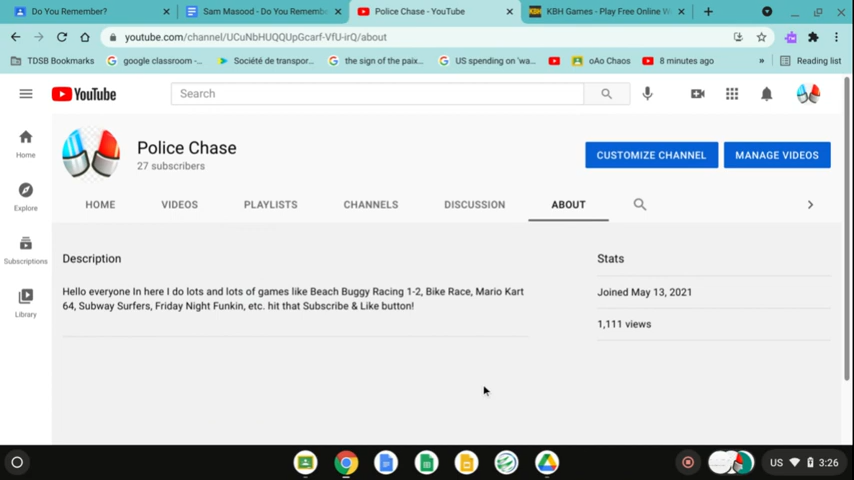 Do You Remember?
Sam Masood - Do You Remembe
Police Chase - YouTube
KBH Games - Play Free Online W
youtube.com/channel/UCuNbHUQQUpGcarf-VfU-irQ/about
TDSB Bookmarks
google classroom -...
Société de transpor...
the sign of the paix...
US spending on 'wa...
oAo Chaos
8 minutes ago
»
Reading list
YouTube
Search
Home
Explore
Subscriptions
Library
Police Chase
27 subscribers
CUSTOMIZE CHANNEL
MANAGE VIDEOS
HOME
VIDEOS
PLAYLISTS
CHANNELS
DISCUSSION
ABOUT
Description
Hello everyone In here I do lots and lots of games like Beach Buggy Racing 1-2, Bike Race, Mario Kart
64, Subway Surfers, Friday Night Funkin, etc. hit that Subscribe & Like button!
Stats
Joined May 13, 2021
1,111 views
US
3:26